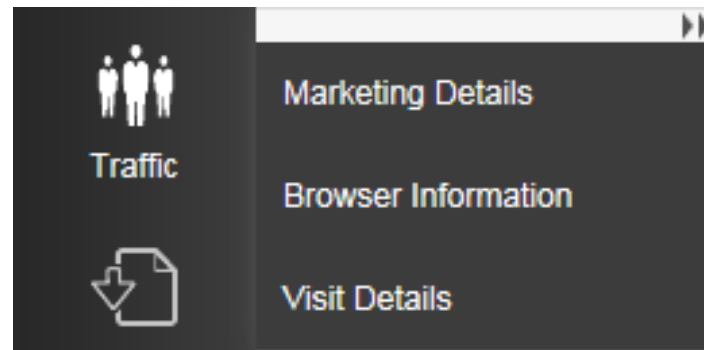 Traffic
Marketing Details
Browser Information
Visit Details